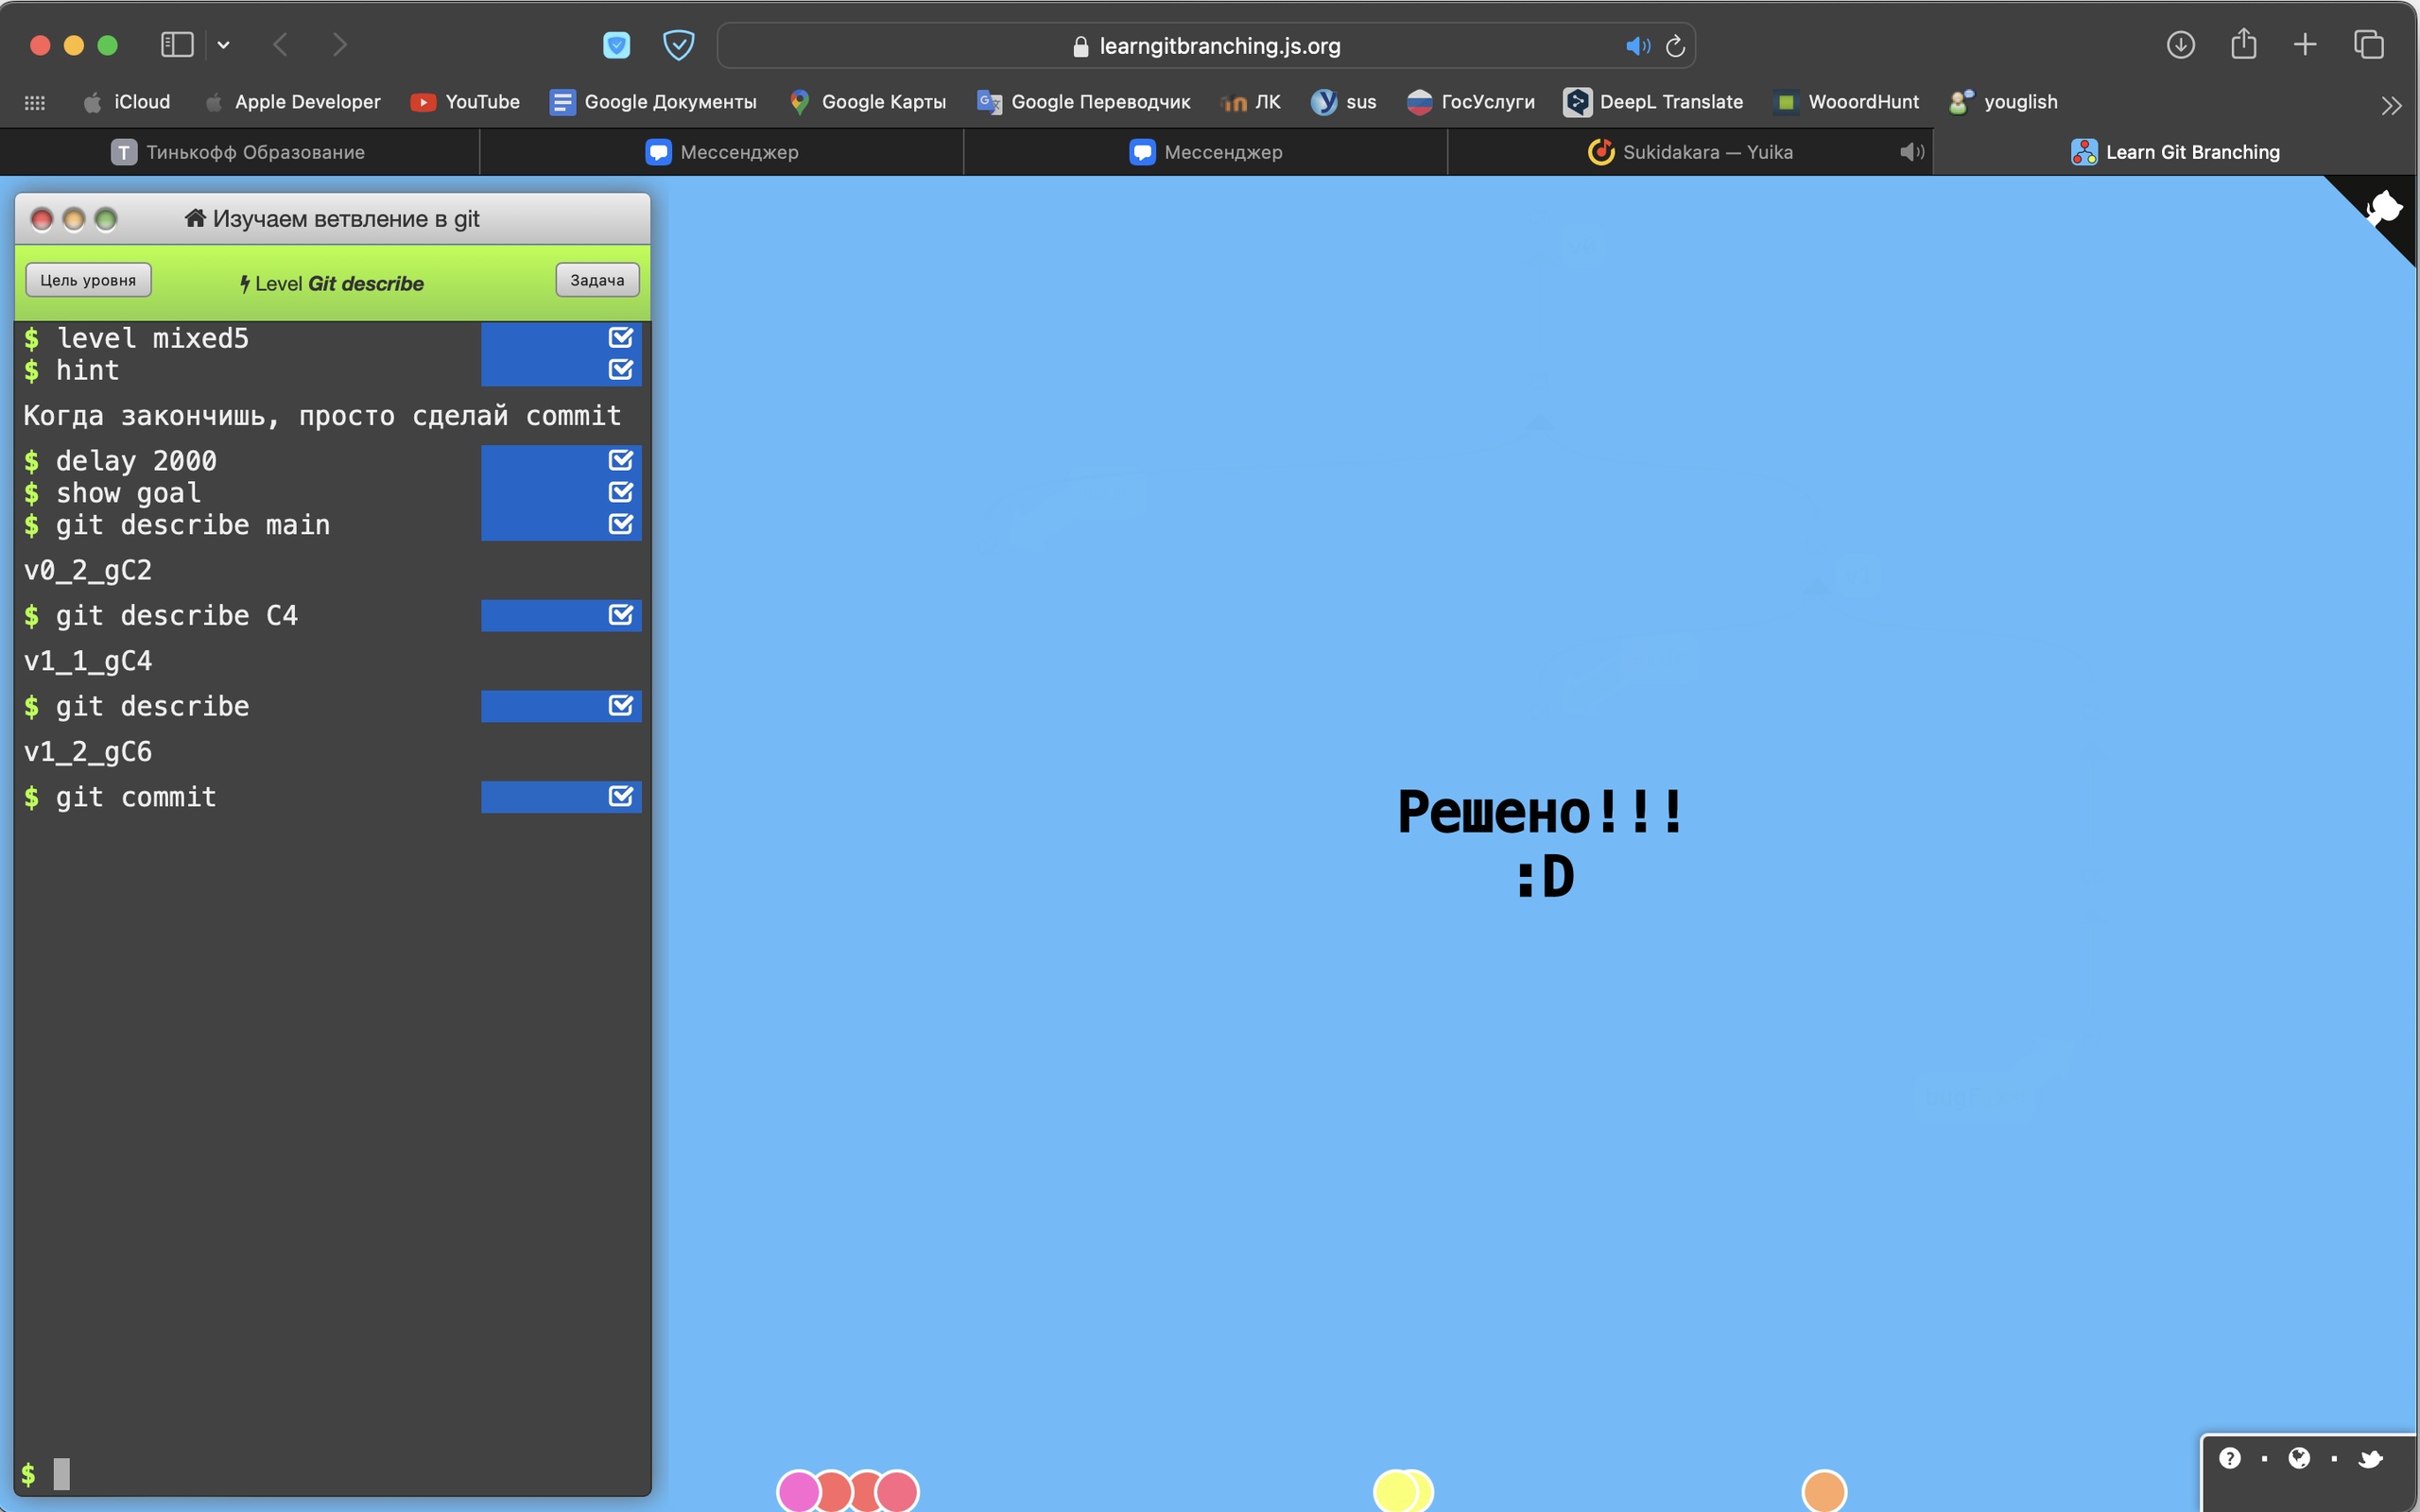 learngitbranching.js.org
iCloud Apple Developer YouTube Google Документы Google Карты Google Переводчик ЛК sus ГосУслуги DeepL Translate WooordHunt youglish
Тинькофф Образование Мессенджер Мессенджер Sukidakara — Yuika Learn Git Branching
Изучаем ветвление в git
Цель уровня Level Git describe Задача
$ level mixed5
$ hint
Когда закончишь, просто сделай commit
$ delay 2000
$ show goal
$ git describe main
v0_2_gC2
$ git describe C4
v1_1_gC4
$ git describe
v1_2_gC6
$ git commit
Решено!!!
:D
$